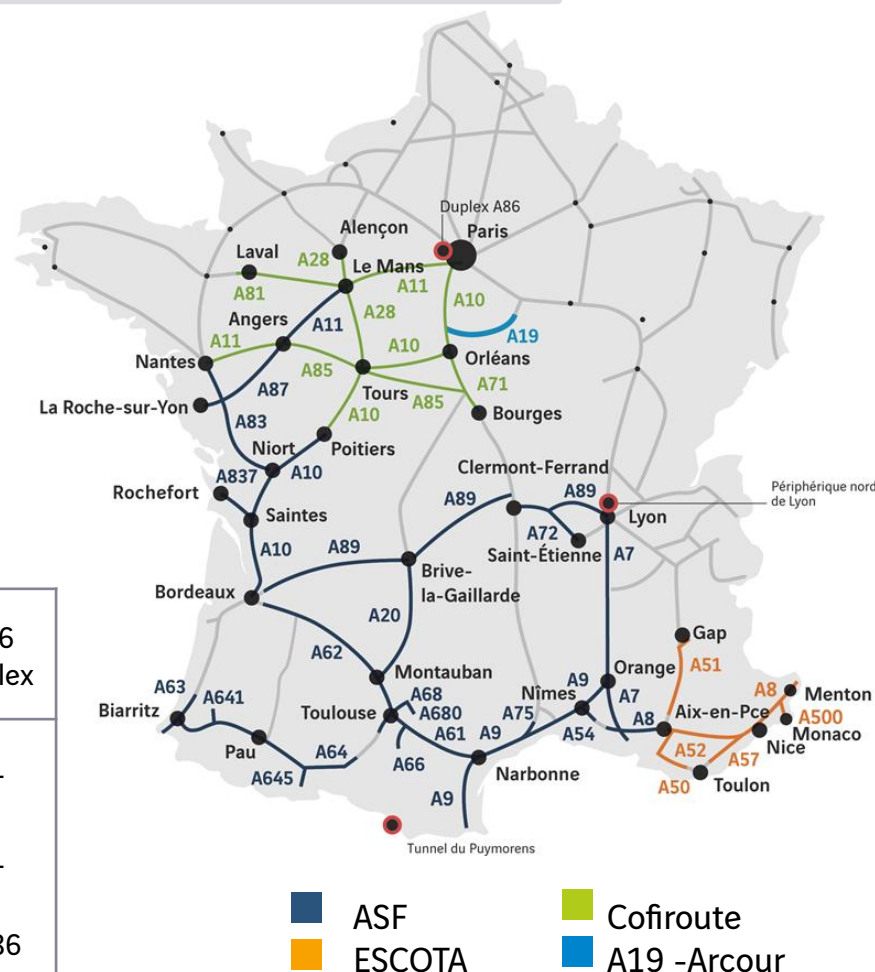 Duplex A86
Paris
Alençon
Laval
A28
Le Mans
A81
A11
A10
Angers
A11
A28
A19
A11
A10
Nantes
Orléans
A85
A87
Tours
A71
La Roche-sur-Yon
A85
A10
A83
Bourges
Niort
Poitiers
A10
A837
Clermont-Ferrand
Rochefort
A89
A89
Périphérique nord
de Lyon
Saintes
Lyon
A72
A10
A89
Saint-Étienne
A7
Brive-
la-Gaillarde
Bordeaux
A20
6
Gap
A62
lex
A51
Montauban
Orange
A63
A9
A8
Menton
A641
A68
Nîmes
A7
Biarritz
Toulouse
A680
A75
A8
Aix-en-Pce
A500
Monaco
A61
A9
A54
Nice
Pau
A64
A66
A52
A57
A645
Narbonne
A50
Toulon
A9
Tunnel du Puymorens
ASF
Cofiroute
36
ESCOTA
A19 -Arcour